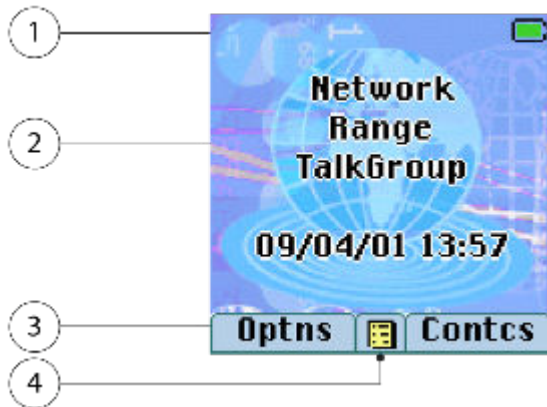 1
2
3
4
Network
Range
TalkGroup
09/04/01 13:57
Optns
Contcs